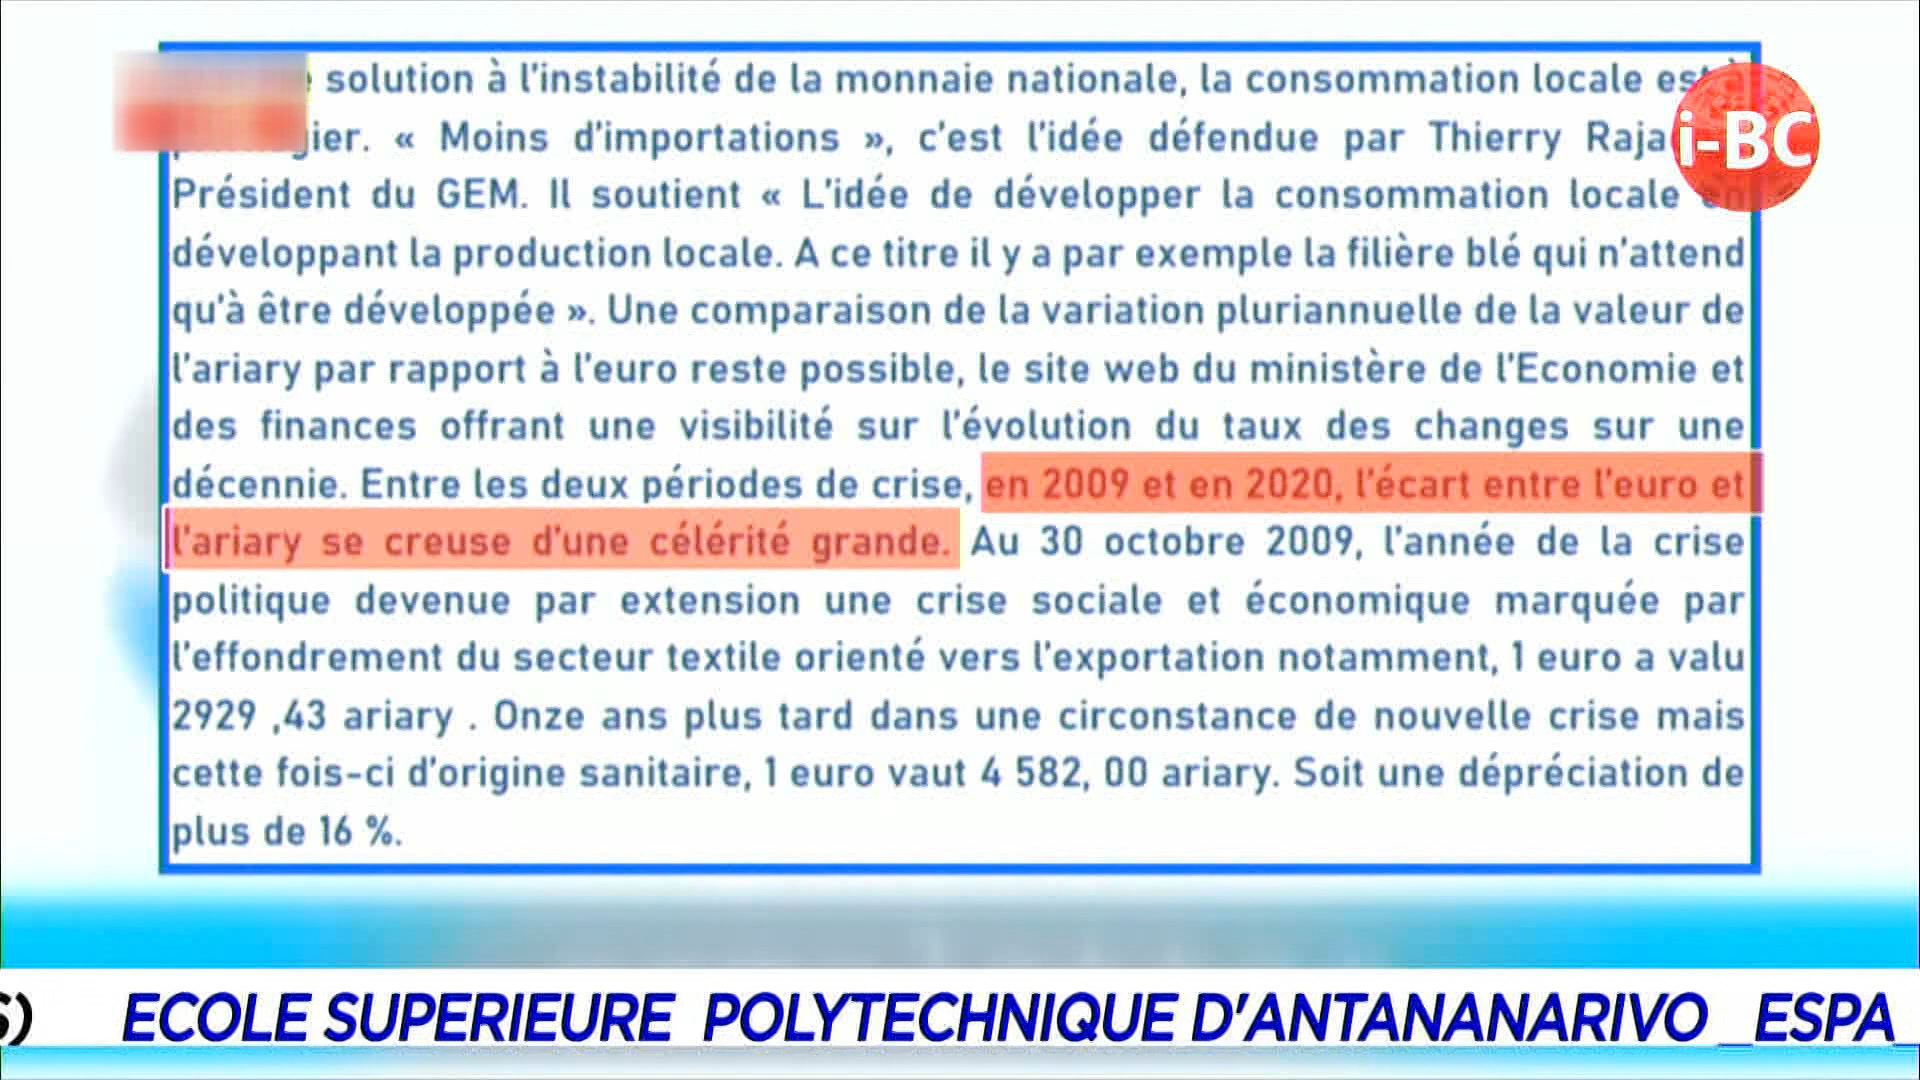 solution à l'instabilité de la monnaie nationale, la consommation locale est à
gier. « Moins d'importations », c'est l'idée défendue par Thierry Raja
i-BC
Président du GEM. Il soutient « L'idée de développer la consommation locale en
développant la production locale. A ce titre il y a par exemple la filière blé qui n'attend
qu'à être développée ». Une comparaison de la variation pluriannuelle de la valeur de
l'ariary par rapport à l'euro reste possible, le site web du ministère de l'Economie et
des finances offrant une visibilité sur l'évolution du taux des changes sur une
décennie. Entre les deux périodes de crise, en 2009 et en 2020, l'écart entre l'euro et
l'ariary se creuse d'une célérité grande. Au 30 octobre 2009, l'année de la crise
politique devenue par extension une crise sociale et économique marquée par
l'effondrement du secteur textile orienté vers l'exportation notamment, 1 euro a valu
2929 ,43 ariary . Onze ans plus tard dans une circonstance de nouvelle crise mais
cette fois-ci d'origine sanitaire, 1 euro vaut 4 582, 00 ariary. Soit une dépréciation de
plus de 16 %.
S) ECOLE SUPERIEURE POLYTECHNIQUE D'ANTANANARIVO _ESPA_